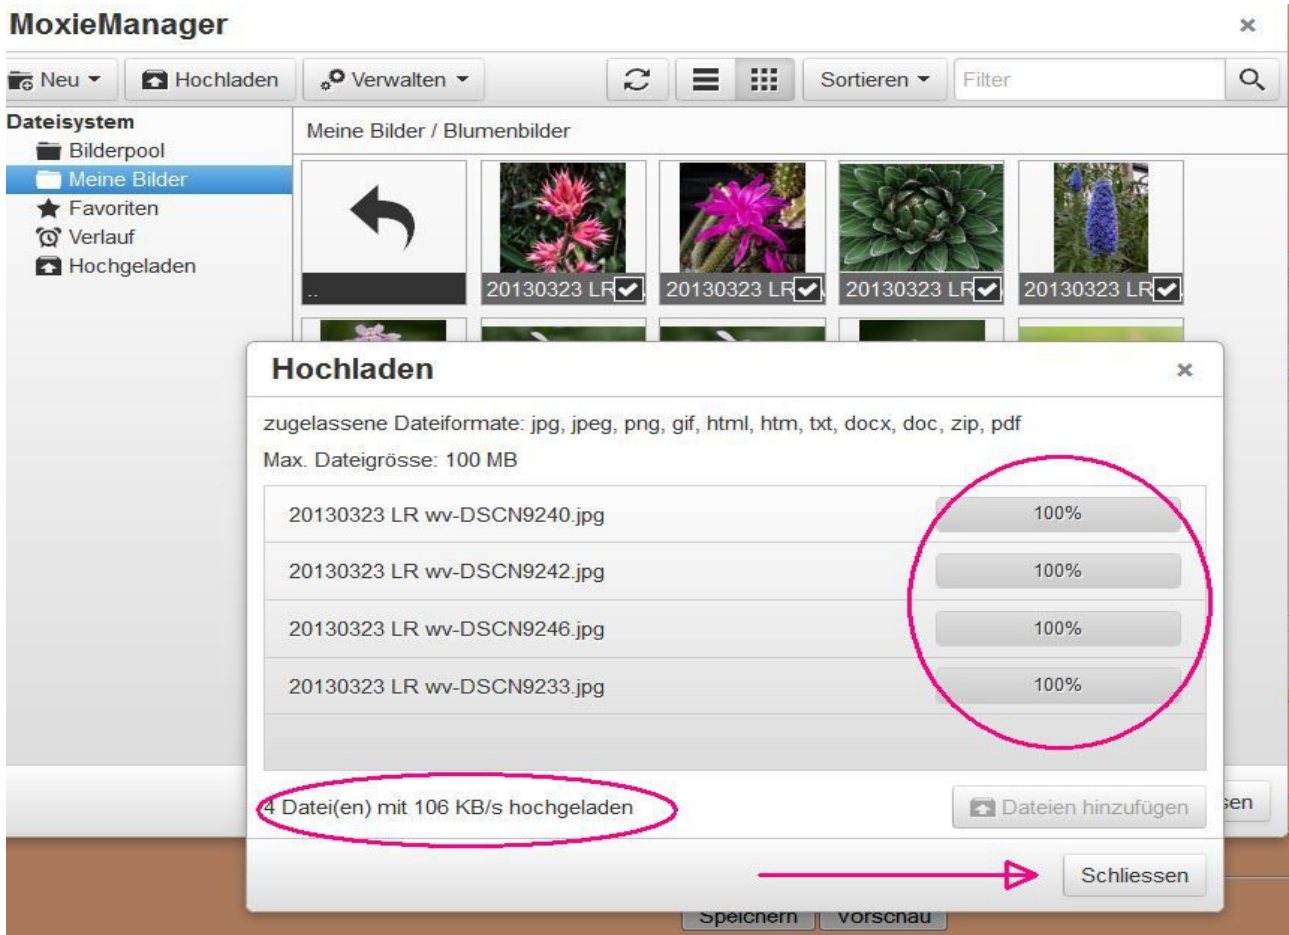 MoxieManager
Neu Hochladen Verwalten Sortieren Filter
Dateisystem
Bilderpool
Meine Bilder
Favoriten
Verlauf
Hochgeladen
Meine Bilder / Blumenbilder
..
20130323 LR
20130323 LR
20130323 LR
20130323 LR
Hochladen
zugelassene Dateiformate: jpg, jpeg, png, gif, html, htm, txt, docx, doc, zip, pdf
Max. Dateigrösse: 100 MB
20130323 LR wv-DSCN9240.jpg 100%
20130323 LR wv-DSCN9242.jpg 100%
20130323 LR wv-DSCN9246.jpg 100%
20130323 LR wv-DSCN9233.jpg 100%
4 Datei(en) mit 106 KB/s hochgeladen
Dateien hinzufügen
sen
Schliessen
Speichern Vorschau